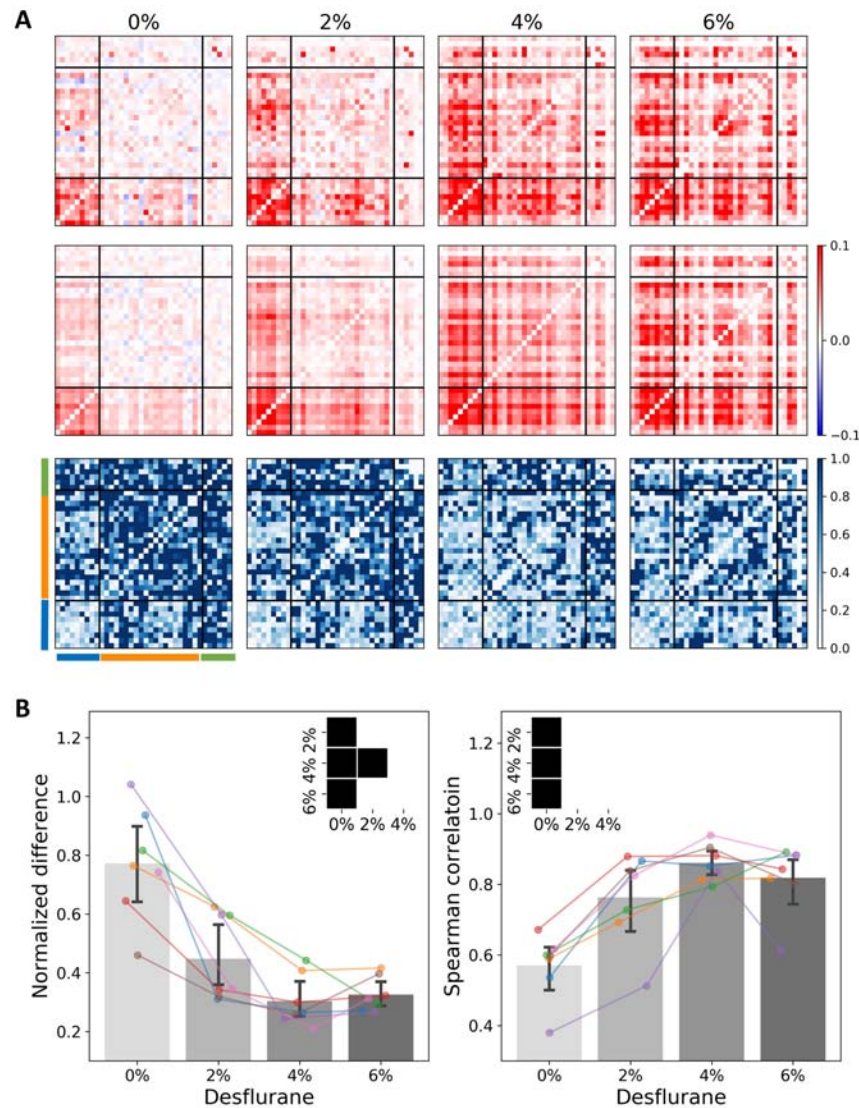 A
0% 2% 4% 6%
0.1
0.0
−0.1
1.0
0.8
0.6
0.4
0.2
0.0
B
Normalized difference
1.2
1.0
0.8
0.6
0.4
0.2
0% 2% 4% 6%
Desflurane
2%
4%
6%
0% 2% 4%
Spearman correlatoin
1.2
1.0
0.8
0.6
0.4
0% 2% 4% 6%
Desflurane
2%
4%
6%
0% 2% 4%